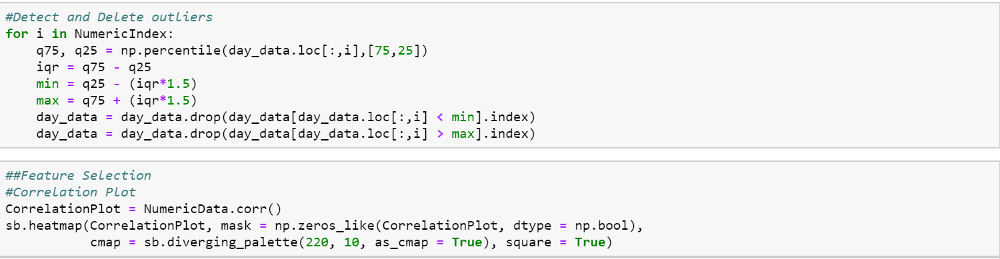 #Detect and Delete outliers
for i in NumericIndex:
    q75, q25 = np.percentile(day_data.loc[:,i],[75,25])
    iqr = q75 - q25
    min = q25 - (iqr*1.5)
    max = q75 + (iqr*1.5)
    day_data = day_data.drop(day_data[day_data.loc[:,i] < min].index)
    day_data = day_data.drop(day_data[day_data.loc[:,i] > max].index)
##Feature Selection
#Correlation Plot
CorrelationPlot = NumericData.corr()
sb.heatmap(CorrelationPlot, mask = np.zeros_like(CorrelationPlot, dtype = np.bool),
           cmap = sb.diverging_palette(220, 10, as_cmap = True), square = True)